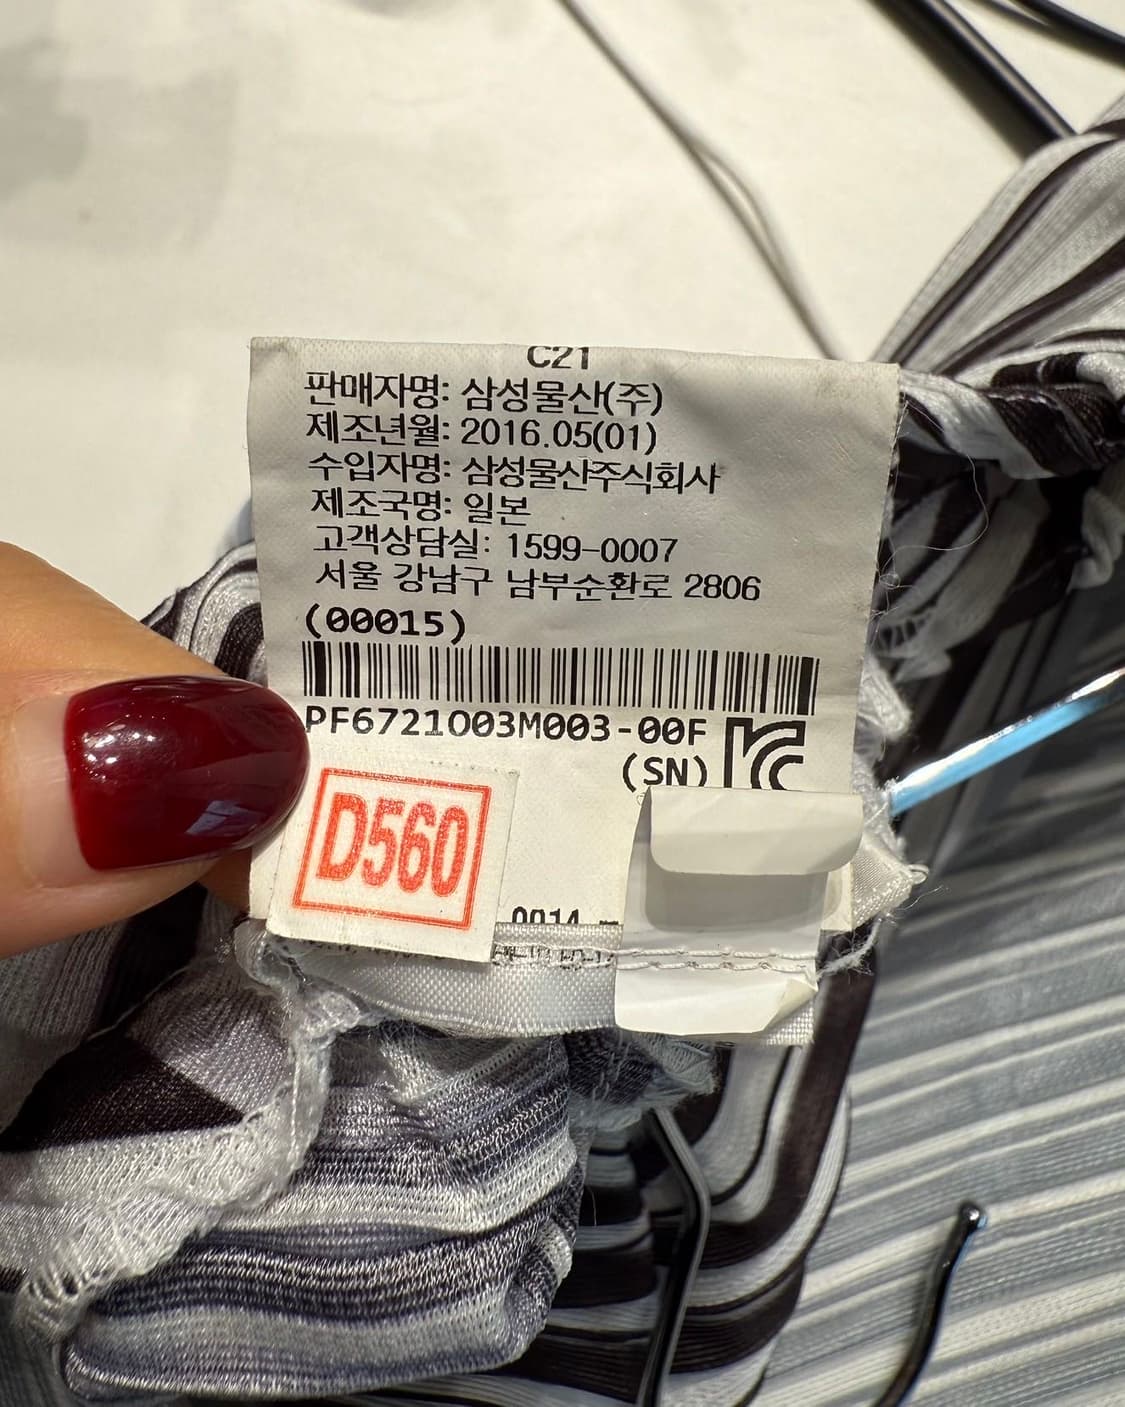 C21
판매자명: 삼성물산(주)
제조년월: 2016.05(01)
수입자명: 삼성물산주식회사
제조국명: 일본
고객상담실: 1599-0007
서울 강남구 남부순환로 2806
(00015)
PF6721O03M003-00F
(SN)
D560
0014